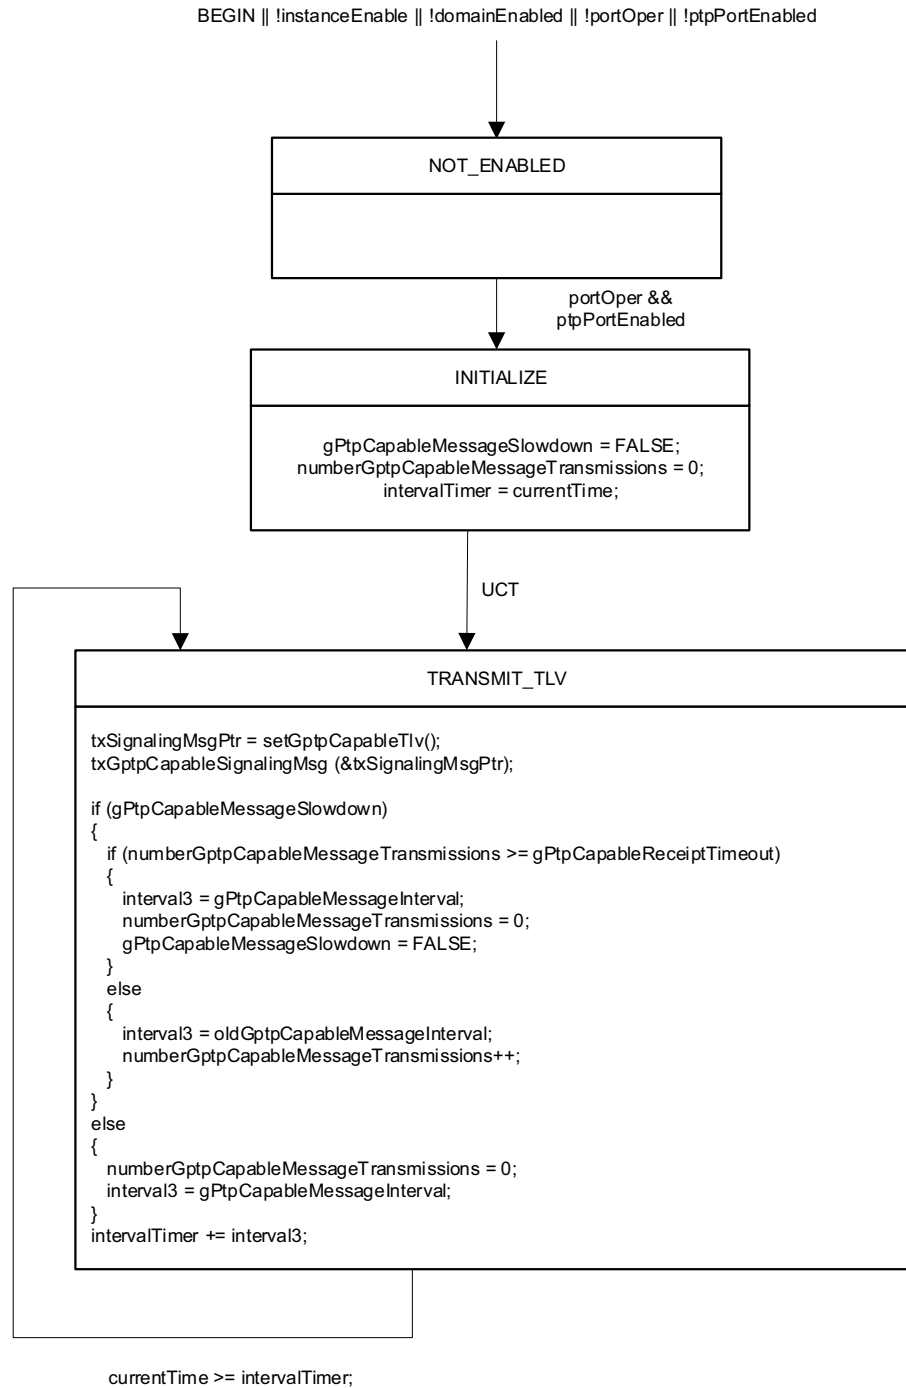 BEGIN || !instanceEnable || !domainEnabled || !portOper || !ptpPortEnabled
NOT_ENABLED
portOper &&
ptpPortEnabled
INITIALIZE
gPtpCapableMessageSlowdown = FALSE;
numberGptpCapableMessageTransmissions = 0;
intervalTimer = currentTime;
UCT
TRANSMIT_TLV
txSignalingMsgPtr = setGptpCapableTlv();
txGptpCapableSignalingMsg (&txSignalingMsgPtr);
if (gPtpCapableMessageSlowdown)
{
if (numberGptpCapableMessageTransmissions >= gPtpCapableReceiptTimeout)
{
interval3 = gPtpCapableMessageInterval;
numberGptpCapableMessageTransmissions = 0;
gPtpCapableMessageSlowdown = FALSE;
}
else
{
interval3 = oldGptpCapableMessageInterval;
numberGptpCapableMessageTransmissions++;
}
}
else
{
numberGptpCapableMessageTransmissions = 0;
interval3 = gPtpCapableMessageInterval;
}
intervalTimer += interval3;
currentTime >= intervalTimer;